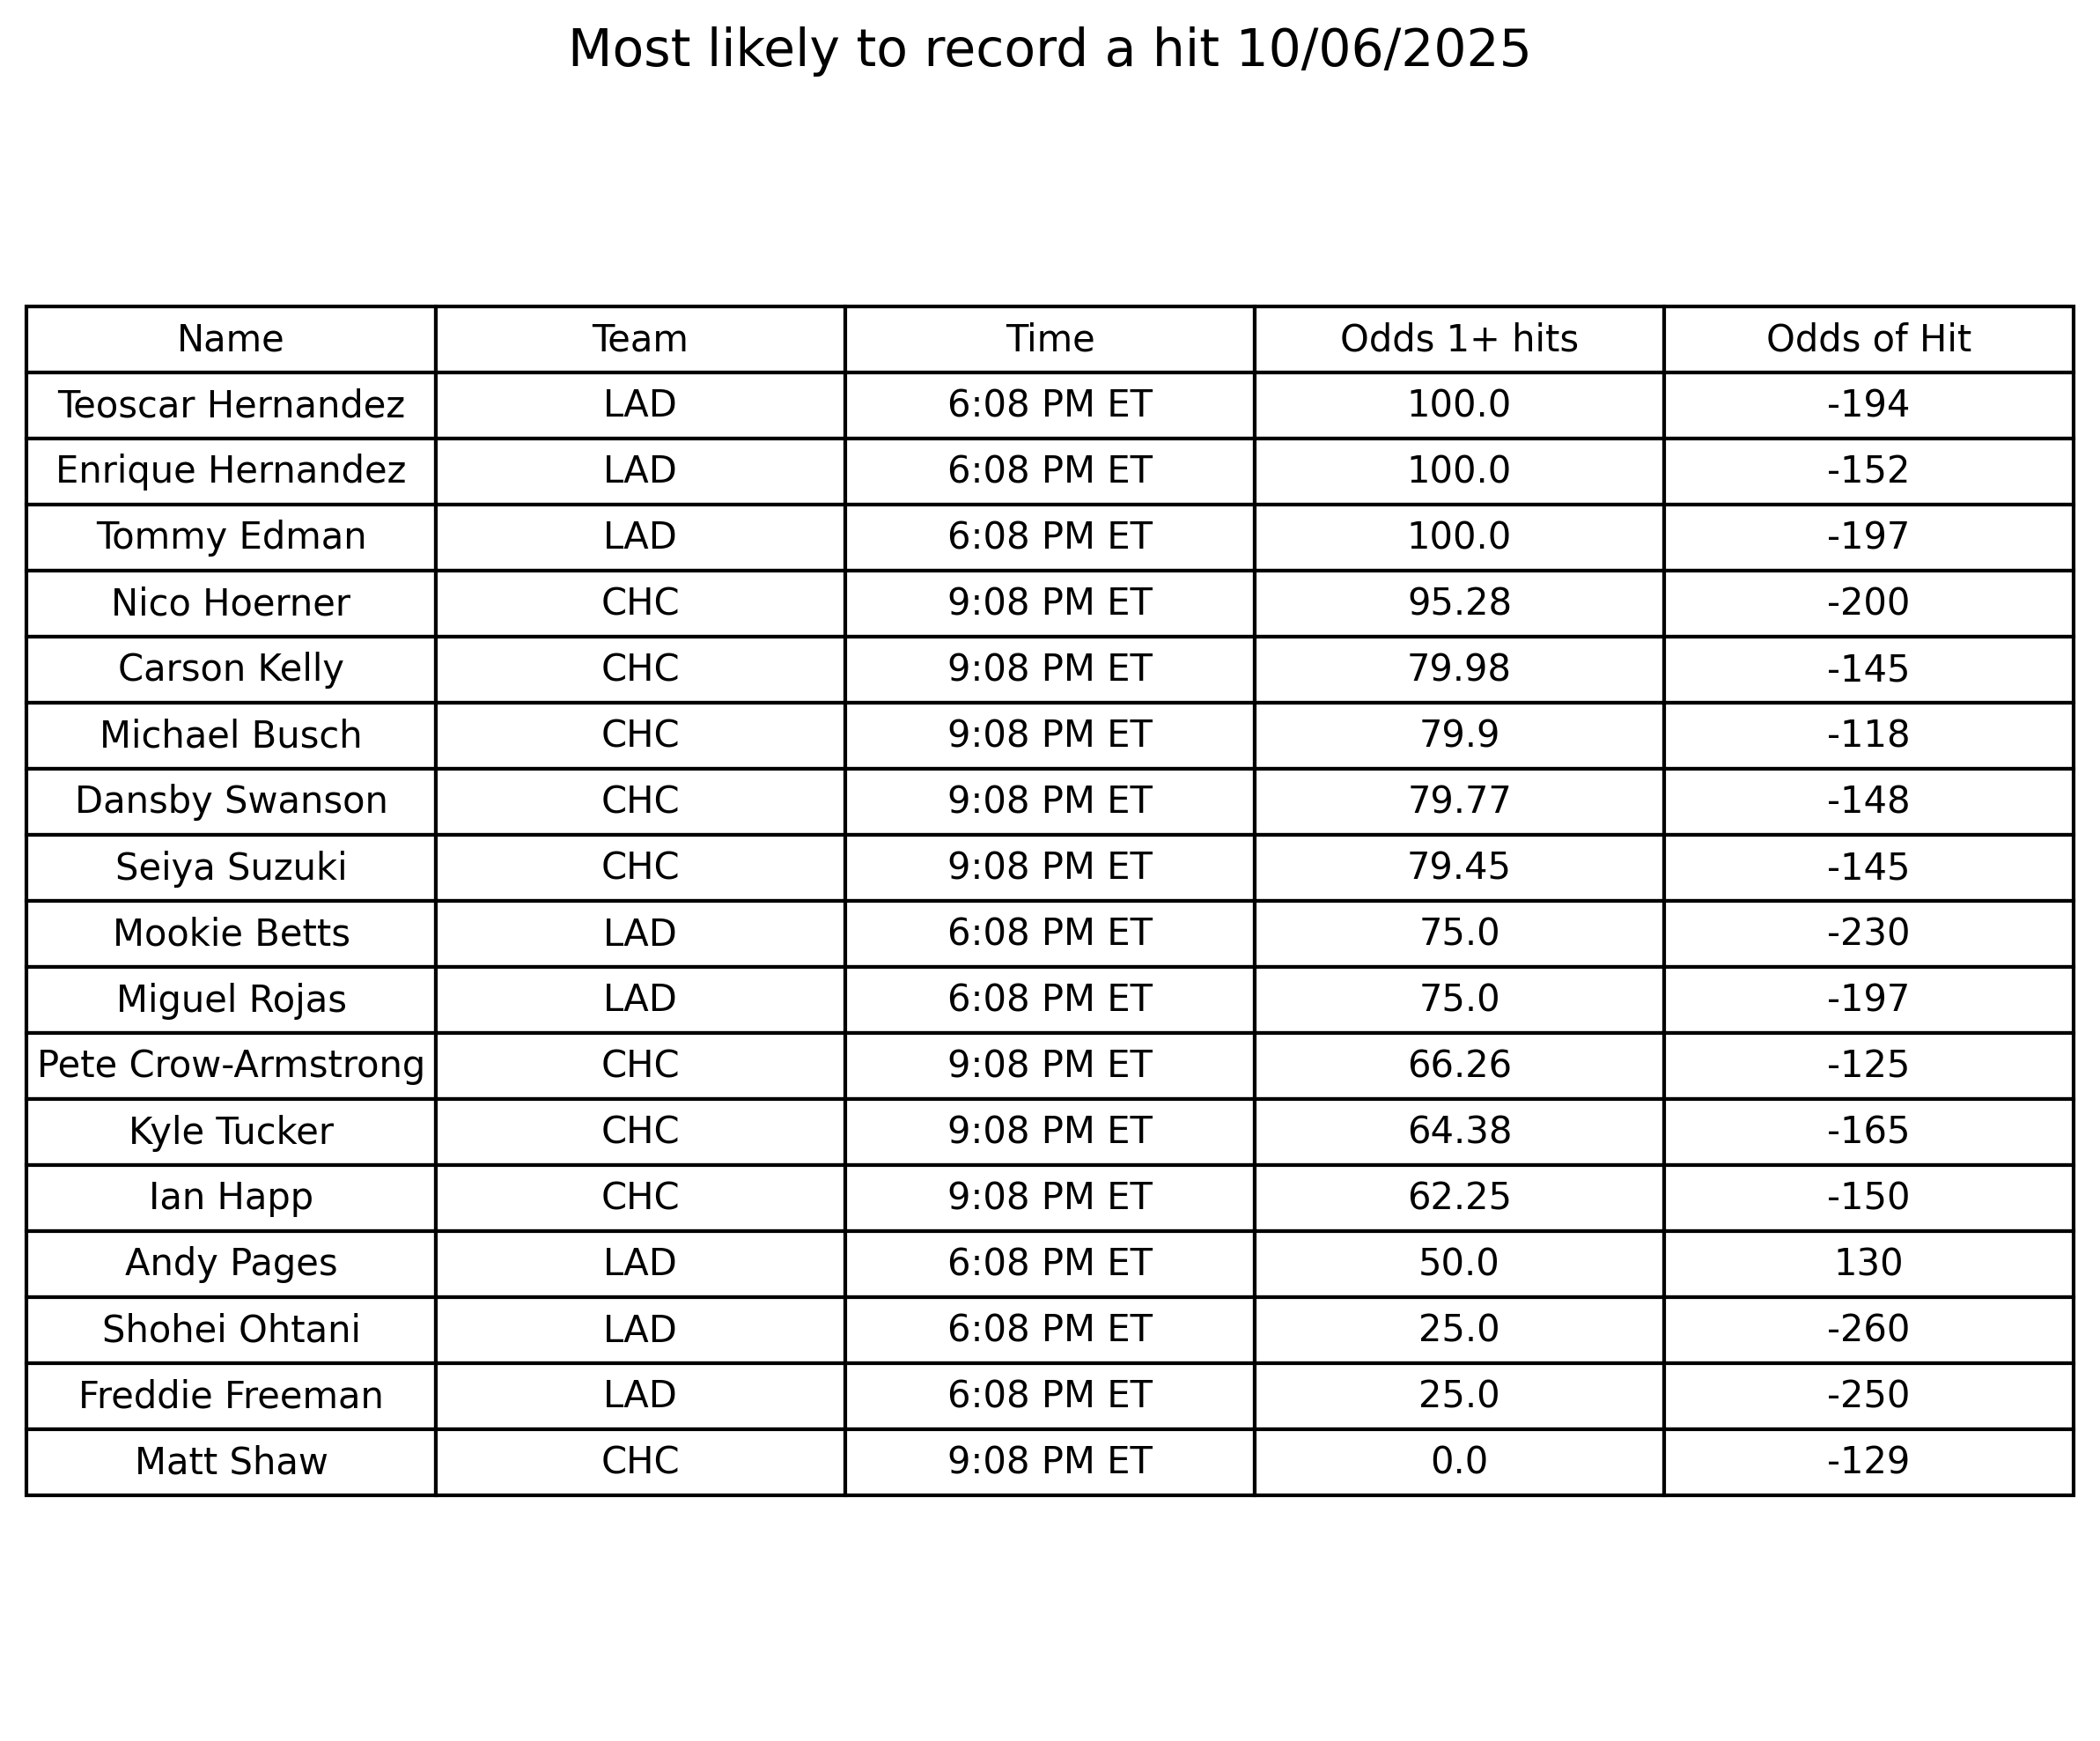 Most likely to record a hit 10/06/2025
Name Team Time Odds 1+ hits Odds of Hit
Teoscar Hernandez LAD 6:08 PM ET 100.0 -194
Enrique Hernandez LAD 6:08 PM ET 100.0 -152
Tommy Edman LAD 6:08 PM ET 100.0 -197
Nico Hoerner CHC 9:08 PM ET 95.28 -200
Carson Kelly CHC 9:08 PM ET 79.98 -145
Michael Busch CHC 9:08 PM ET 79.9 -118
Dansby Swanson CHC 9:08 PM ET 79.77 -148
Seiya Suzuki CHC 9:08 PM ET 79.45 -145
Mookie Betts LAD 6:08 PM ET 75.0 -230
Miguel Rojas LAD 6:08 PM ET 75.0 -197
Pete Crow-Armstrong CHC 9:08 PM ET 66.26 -125
Kyle Tucker CHC 9:08 PM ET 64.38 -165
Ian Happ CHC 9:08 PM ET 62.25 -150
Andy Pages LAD 6:08 PM ET 50.0 130
Shohei Ohtani LAD 6:08 PM ET 25.0 -260
Freddie Freeman LAD 6:08 PM ET 25.0 -250
Matt Shaw CHC 9:08 PM ET 0.0 -129